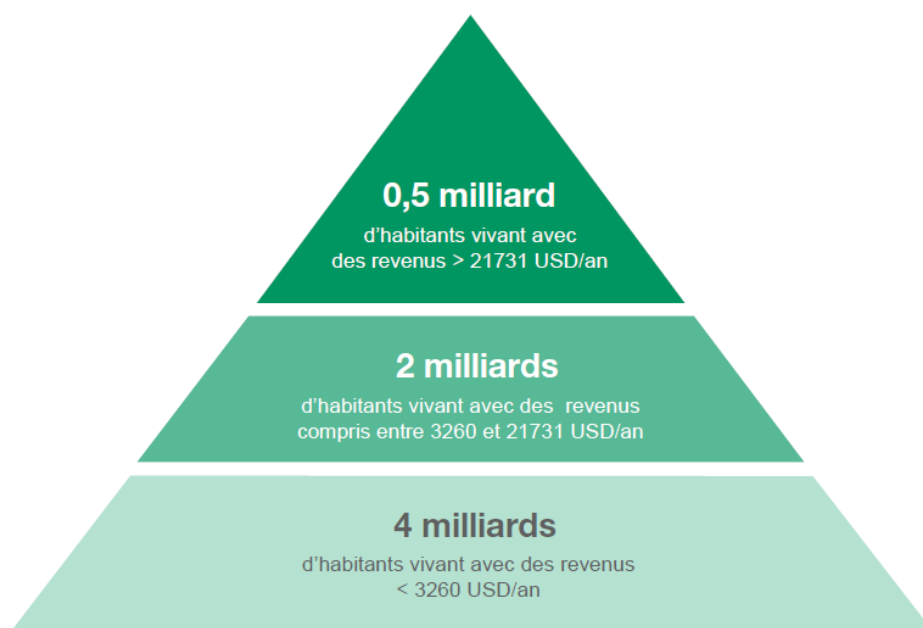 0,5 milliard
d’habitants vivant avec
des revenus > 21731 USD/an
2 milliards
d’habitants vivant avec des revenus
compris entre 3260 et 21731 USD/an
4 milliards
d’habitants vivant avec des revenus
< 3260 USD/an